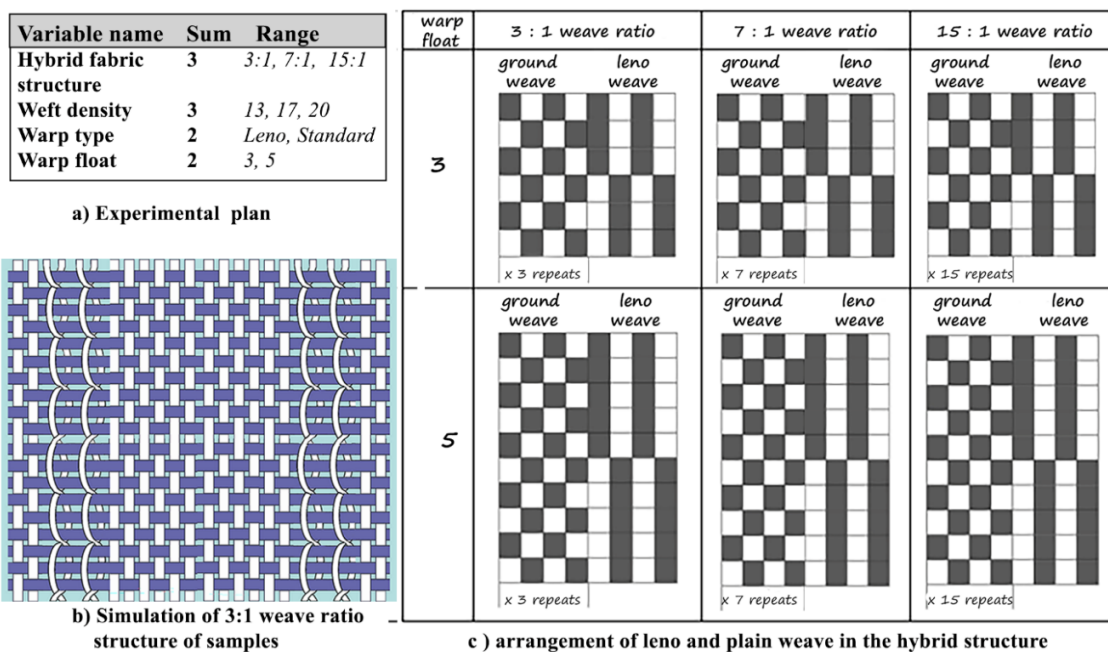 Variable name Sum Range
Hybrid fabric 3 3:1, 7:1, 15:1
structure
Weft density 3 13, 17, 20
Warp type 2 Leno, Standard
Warp float 2 3, 5
a) Experimental plan
b) Simulation of 3:1 weave ratio
structure of samples
warp
float
3 : 1 weave ratio
7 : 1 weave ratio
15 : 1 weave ratio
3
ground
weave
leno
weave
x 3 repeats
ground
weave
leno
weave
x 7 repeats
ground
weave
leno
weave
x 15 repeats
5
ground
weave
leno
weave
x 3 repeats
ground
weave
leno
weave
x 7 repeats
ground
weave
leno
weave
x 15 repeats
c ) arrangement of leno and plain weave in the hybrid structure